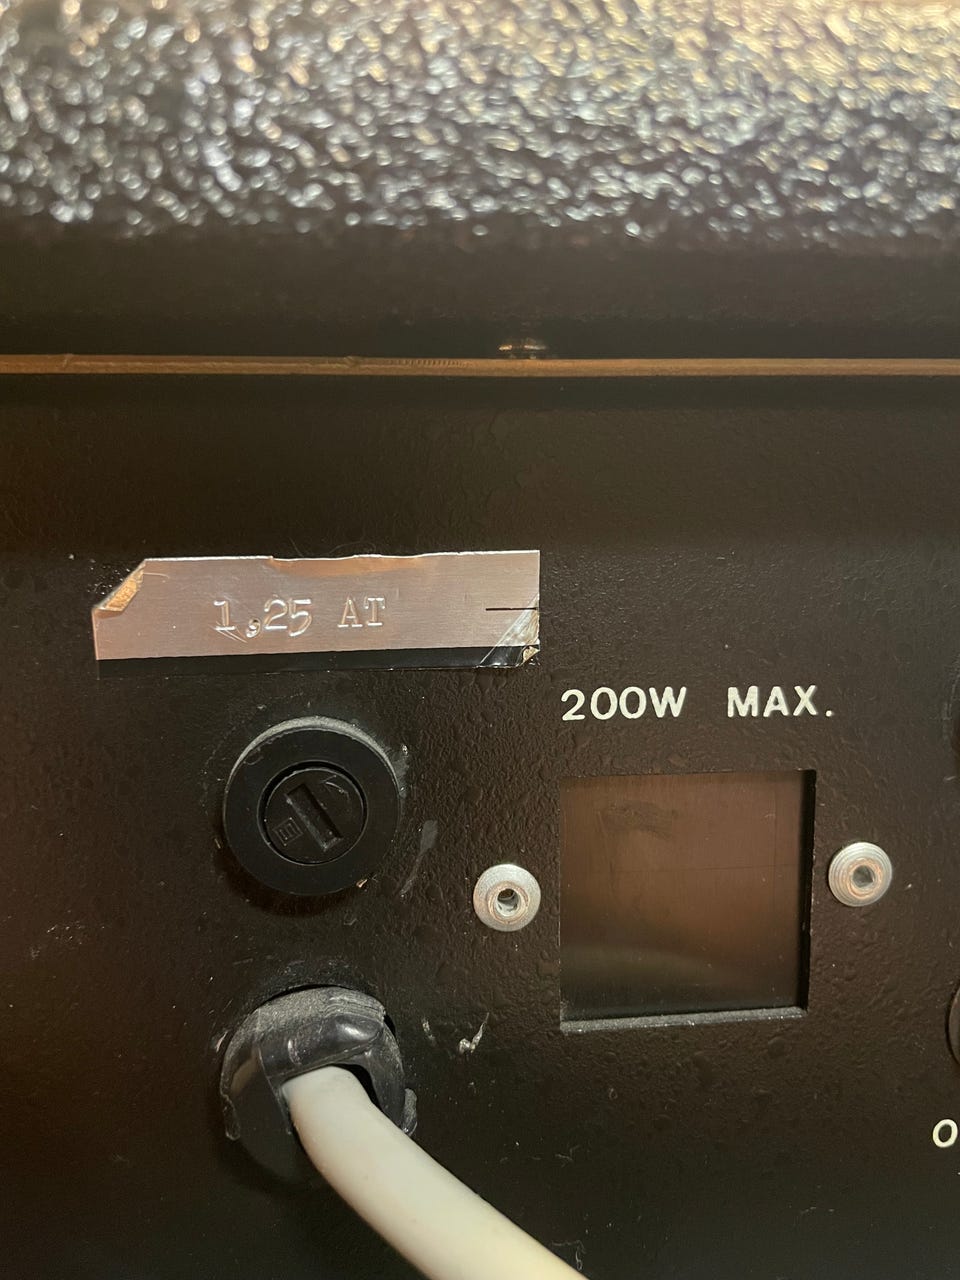 1,25 AT
200W MAX.
O